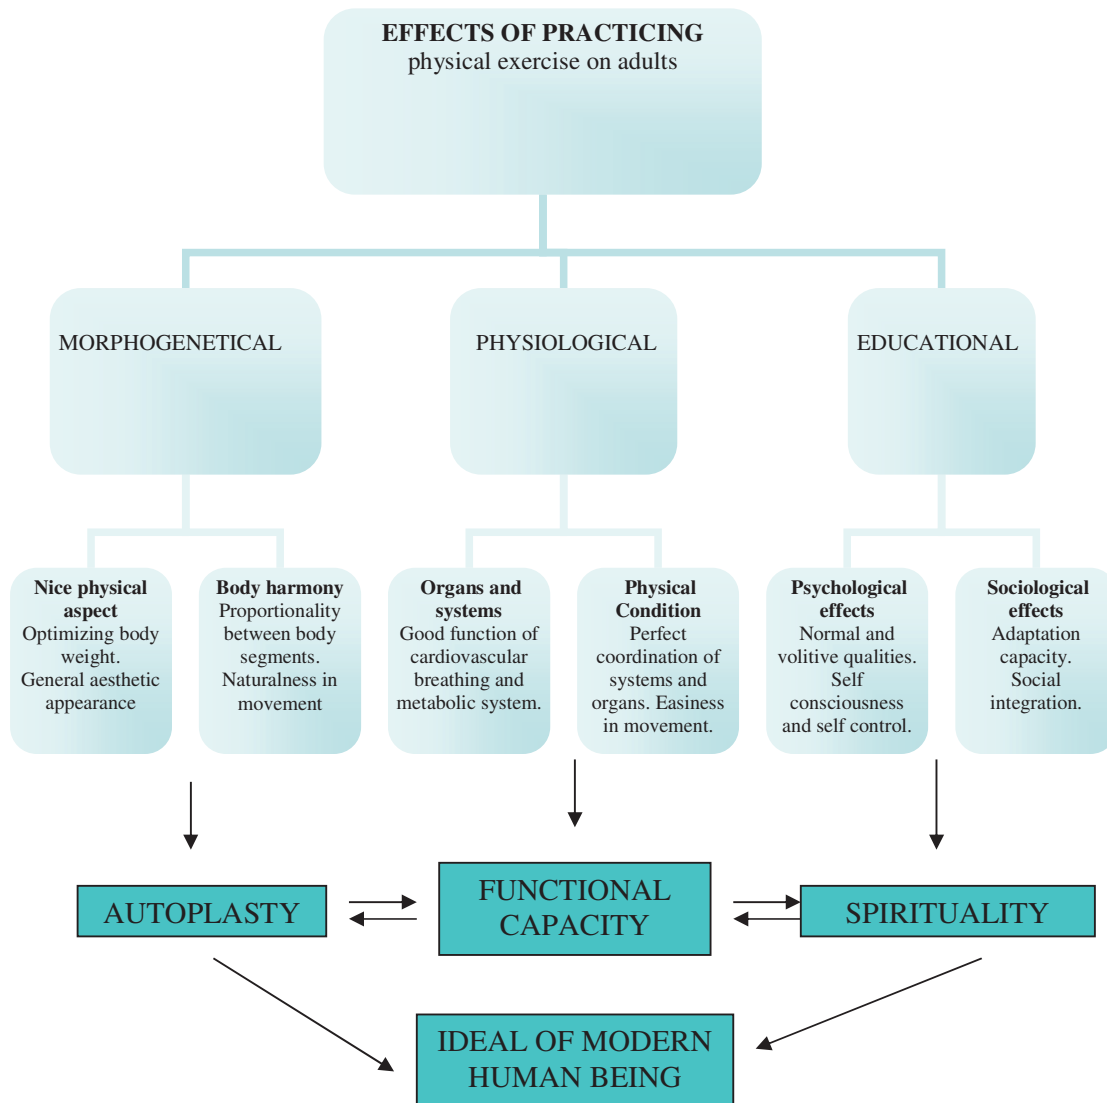 EFFECTS OF PRACTICING
physical exercise on adults
MORPHOGENETICAL
PHYSIOLOGICAL
EDUCATIONAL
Nice physical
aspect
Optimizing body
weight.
General aesthetic
appearance
Body harmony
Proportionality
between body
segments.
Naturalness in
movement
Organs and
systems
Good function of
cardiovascular
breathing and
metabolic system.
Physical
Condition
Perfect
coordination of
systems and
organs. Easiness
in movement.
Psychological
effects
Normal and
volitive qualities.
Self
consciousness
and self control.
Sociological
effects
Adaptation
capacity.
Social
integration.
AUTOPLASTY
FUNCTIONAL
CAPACITY
SPIRITUALITY
IDEAL OF MODERN
HUMAN BEING